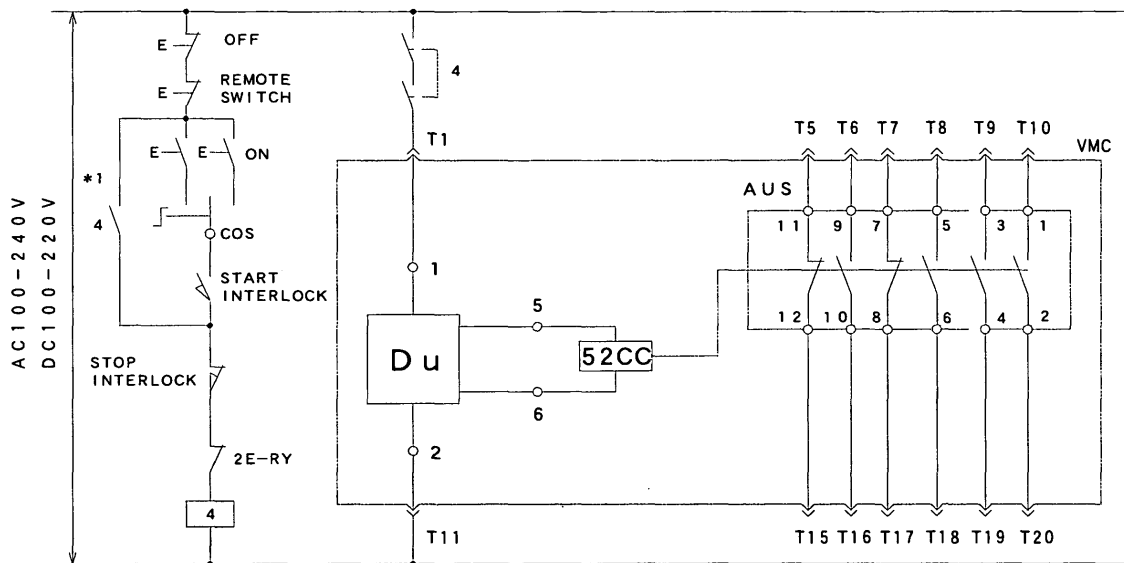 AC100-240V
DC100-220V
E
OFF
E
REMOTE
SWITCH
E
E
ON
*1
4
COS
START
INTERLOCK
STOP
INTERLOCK
2E-RY
4
4
T1
1
Du
5
6
52CC
2
T11
T5 T6 T7 T8 T9 T10
VMC
AUS
11 9 7 5 3 1
12 10 8 6 4 2
T15 T16 T17 T18 T19 T20